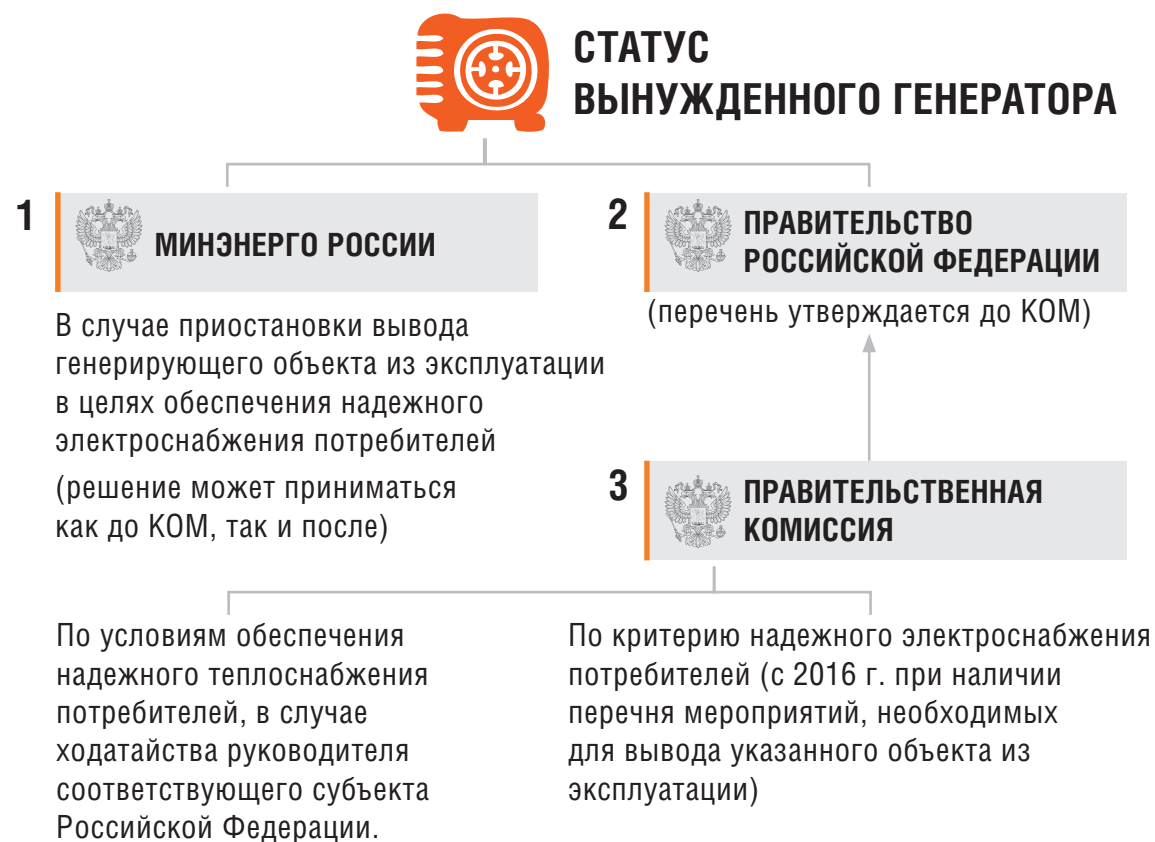 СТАТУС
ВЫНУЖДЕННОГО ГЕНЕРАТОРА
1
МИНЭНЕРГО РОССИИ
В случае приостановки вывода
генерирующего объекта из эксплуатации
в целях обеспечения надежного
электроснабжения потребителей
(решение может приниматься
как до КОМ, так и после)
2
ПРАВИТЕЛЬСТВО
РОССИЙСКОЙ ФЕДЕРАЦИИ
(перечень утверждается до КОМ)
3
ПРАВИТЕЛЬСТВЕННАЯ
КОМИССИЯ
По условиям обеспечения
надежного теплоснабжения
потребителей, в случае
ходатайства руководителя
соответствующего субъекта
Российской Федерации.
По критерию надежного электроснабжения
потребителей (с 2016 г. при наличии
перечня мероприятий, необходимых
для вывода указанного объекта из
эксплуатации)